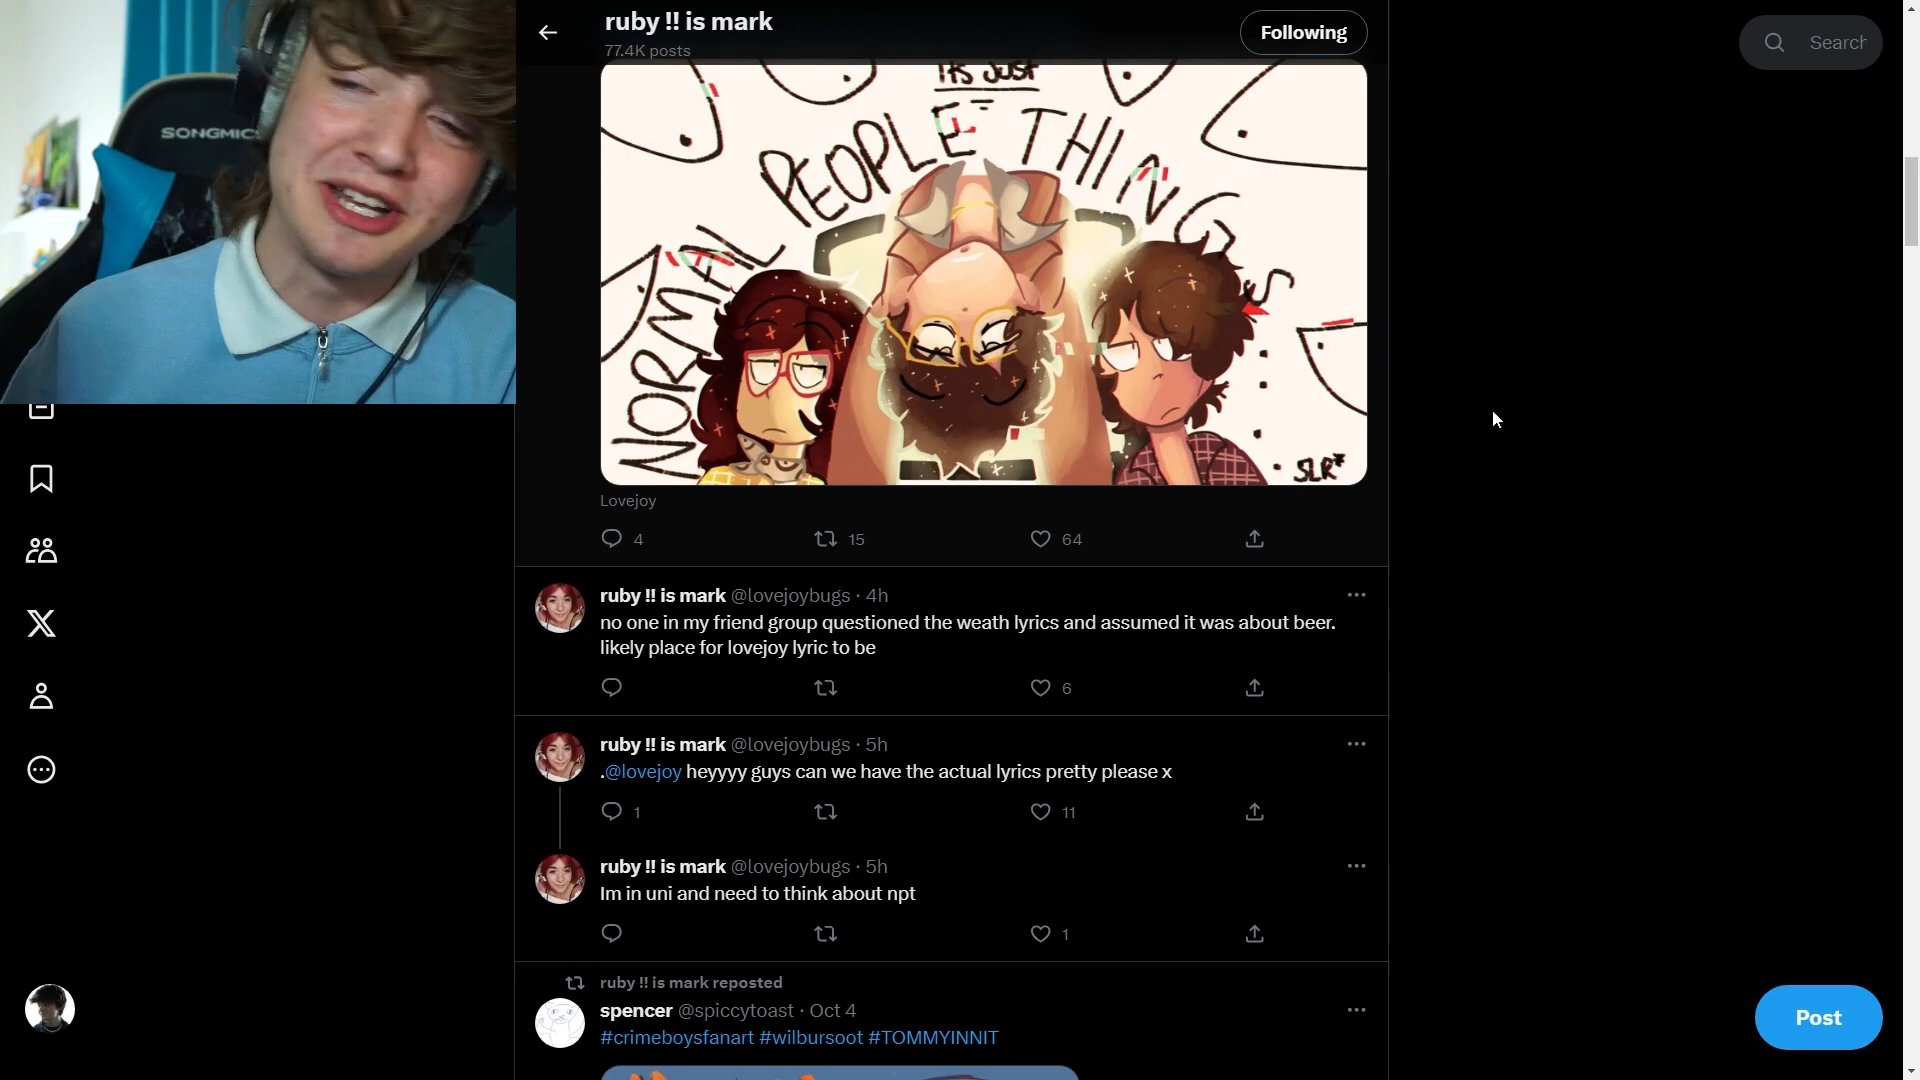 SONGMICS
ruby !! is mark
77.4K posts
Following
Search
ITS JUST
NORMAL PEOPLE THINGS
SLR*
Lovejoy
4 15 64
ruby !! is mark @lovejoybugs · 4h
no one in my friend group questioned the weath lyrics and assumed it was about beer.
likely place for lovejoy lyric to be
6
ruby !! is mark @lovejoybugs · 5h
.@lovejoy heyyyy guys can we have the actual lyrics pretty please x
1 11
ruby !! is mark @lovejoybugs · 5h
Im in uni and need to think about npt
1
ruby !! is mark reposted
spencer @spiccytoast · Oct 4
#crimeboysfanart #wilbursoot #TOMMYINNIT
Post